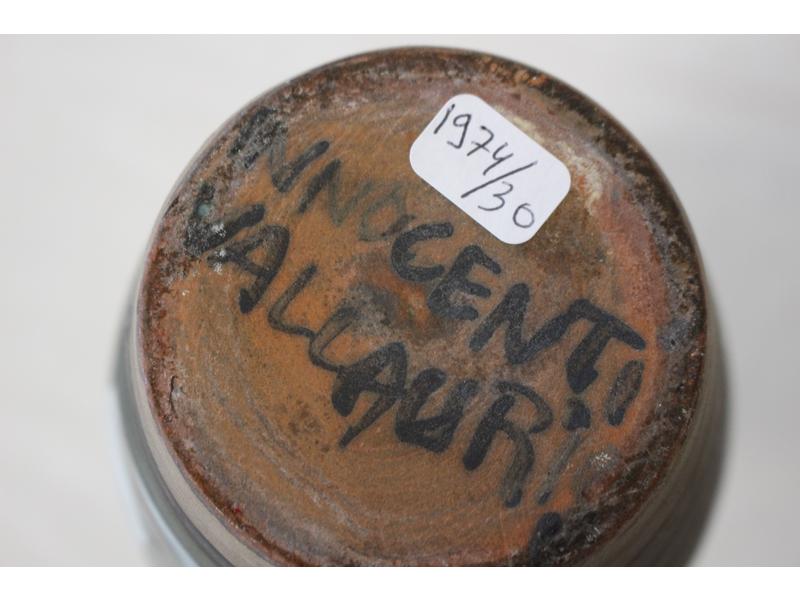 1974/30
INNOCENTI
VALLAURIS